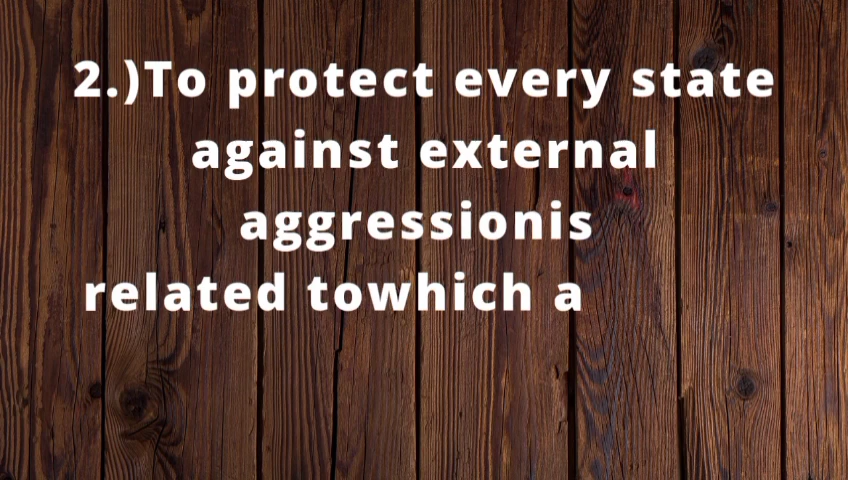 2.)To protect every state
against external
aggressionis
related towhich a